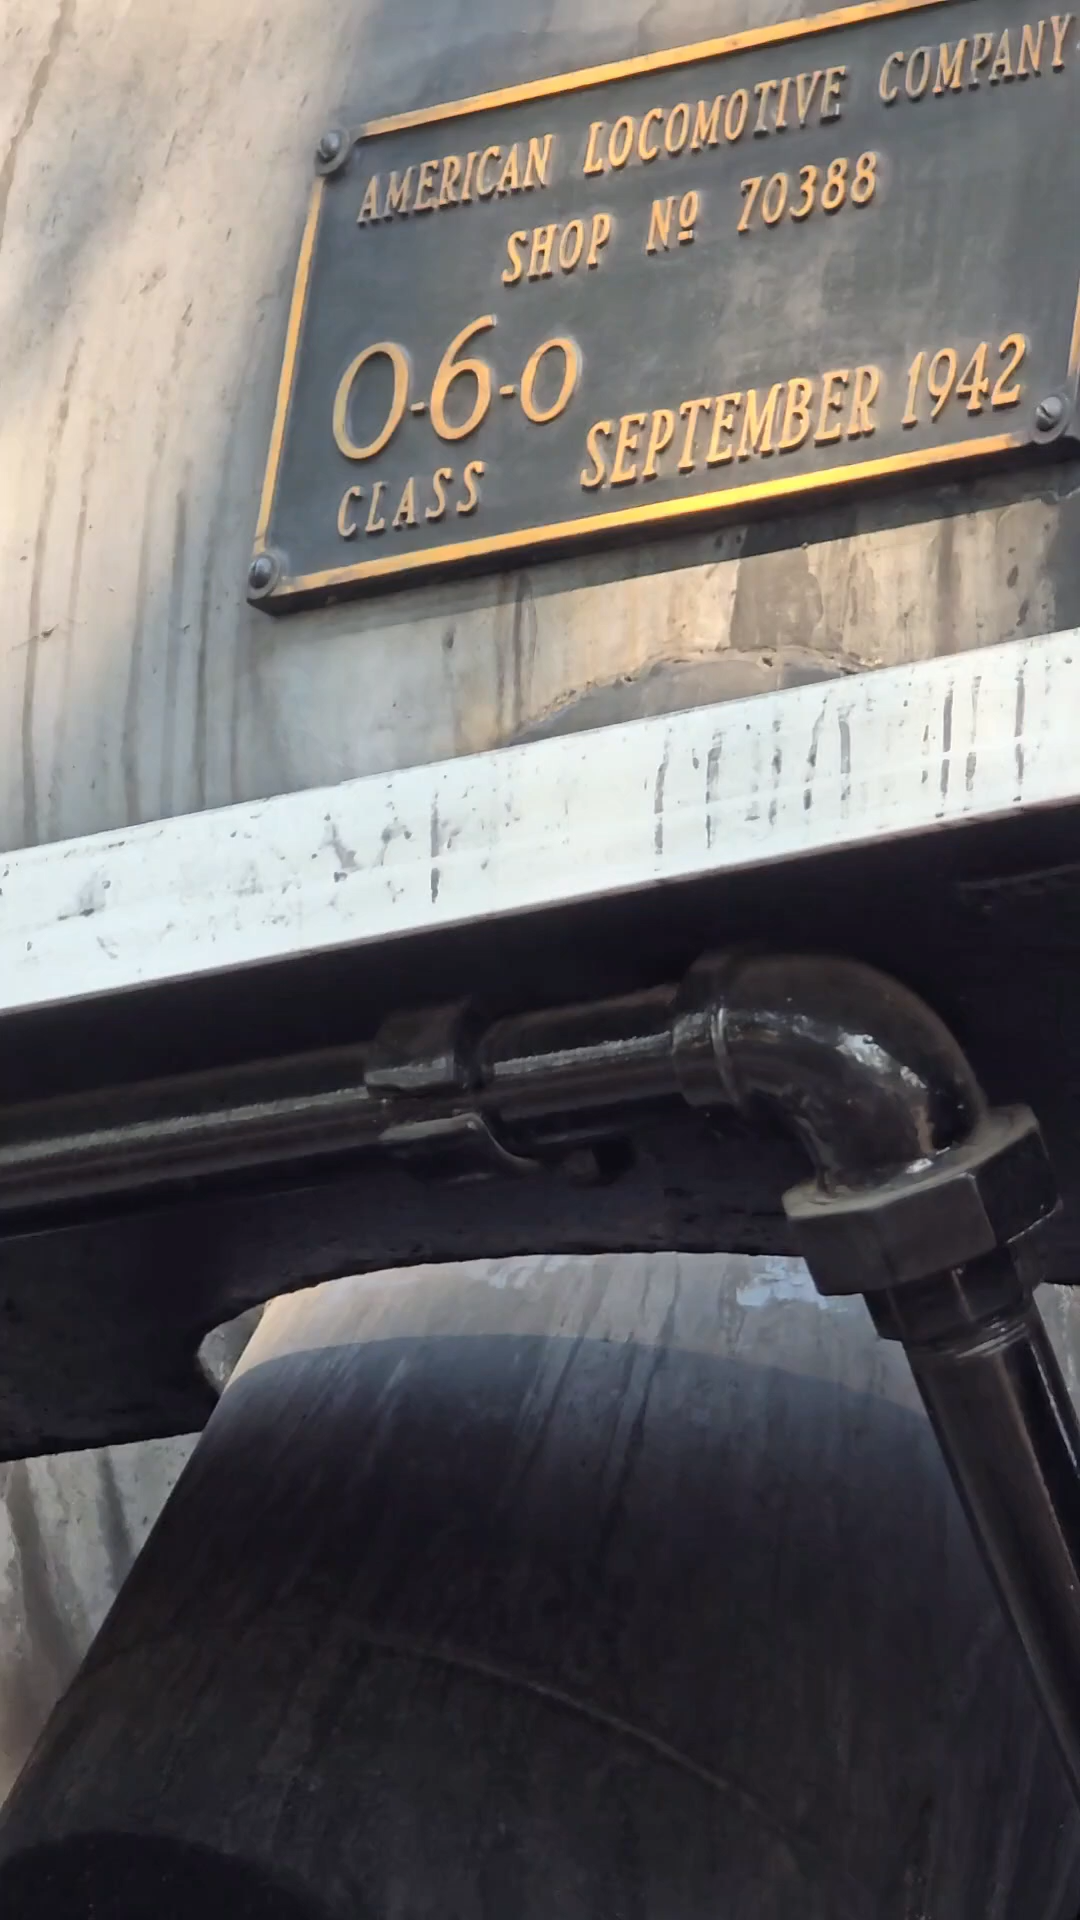 AMERICAN LOCOMOTIVE COMPANY
SHOP Nº 70388
0-6-0
CLASS
SEPTEMBER 1942